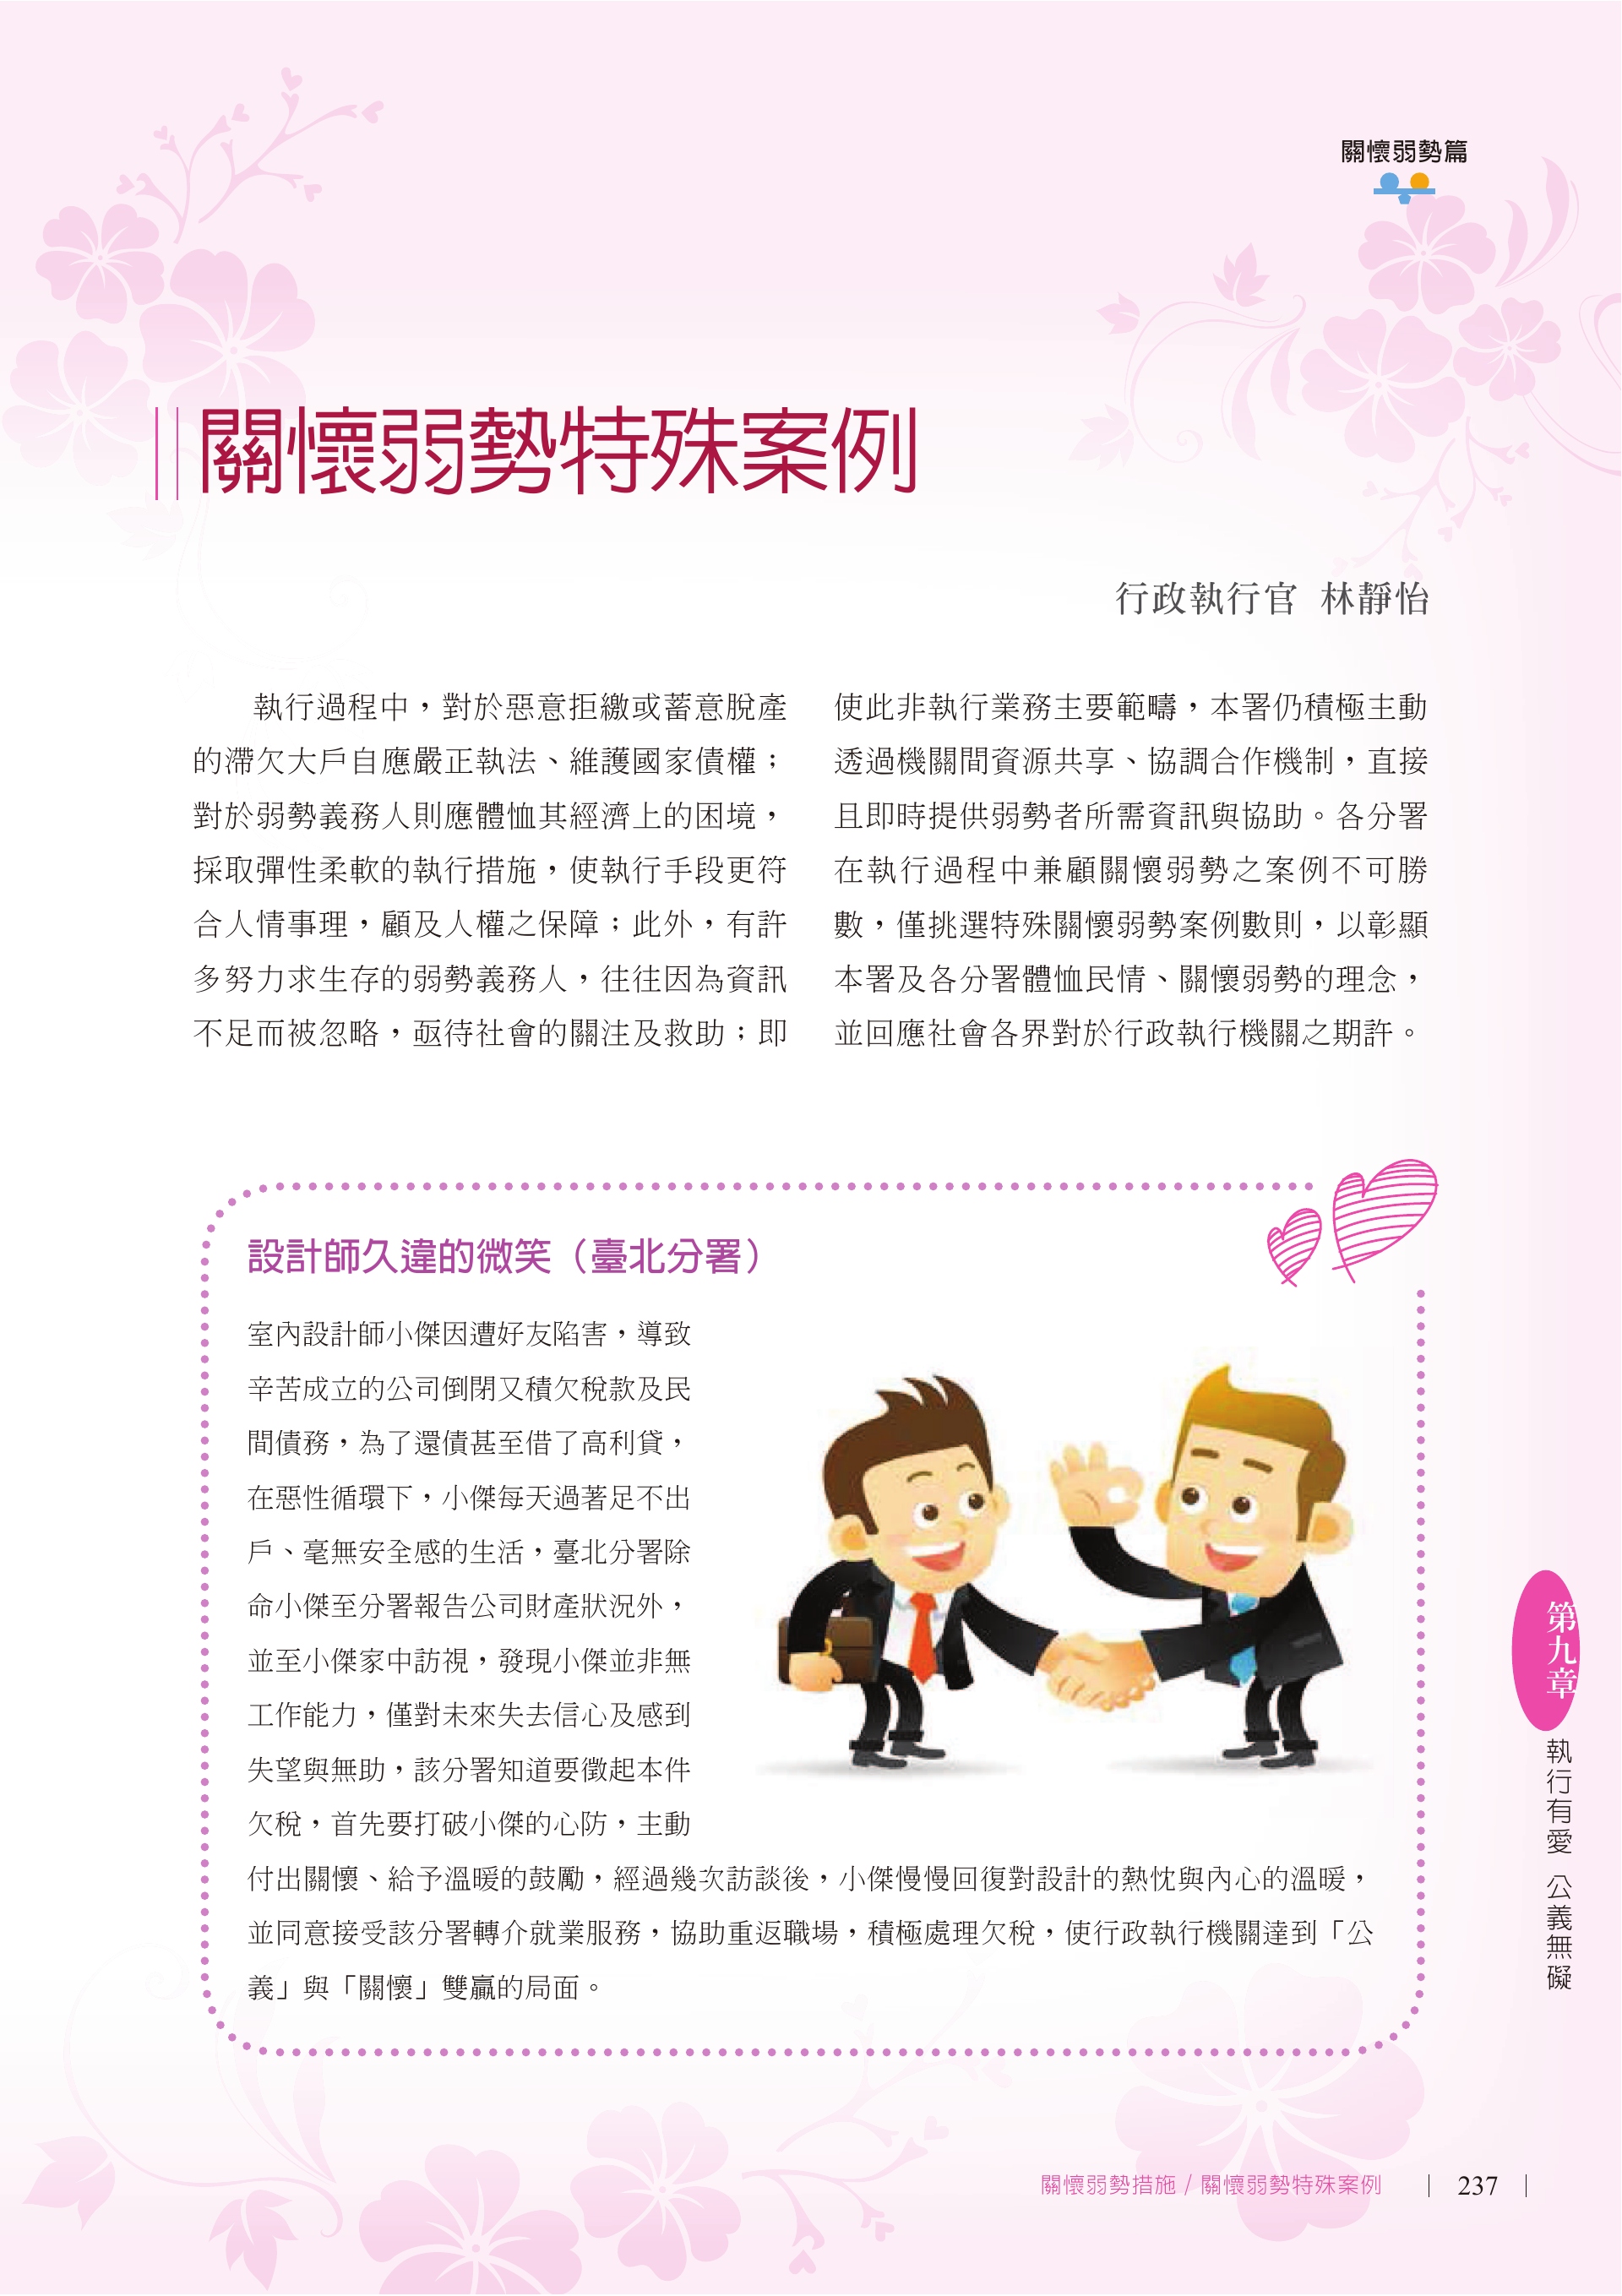 關懷弱勢篇
關懷弱勢特殊案例
行政執行官 林靜怡
執行過程中，對於惡意拒繳或蓄意脫產
的滯欠大戶自應嚴正執法、維護國家債權；
對於弱勢義務人則應體恤其經濟上的困境，
採取彈性柔軟的執行措施，使執行手段更符
合人情事理，顧及人權之保障；此外，有許
多努力求生存的弱勢義務人，往往因為資訊
不足而被忽略，亟待社會的關注及救助；即
使此非執行業務主要範疇，本署仍積極主動
透過機關間資源共享、協調合作機制，直接
且即時提供弱勢者所需資訊與協助。各分署
在執行過程中兼顧關懷弱勢之案例不可勝
數，僅挑選特殊關懷弱勢案例數則，以彰顯
本署及各分署體恤民情、關懷弱勢的理念，
並回應社會各界對於行政執行機關之期許。
設計師久違的微笑（臺北分署）
室內設計師小傑因遭好友陷害，導致
辛苦成立的公司倒閉又積欠稅款及民
間債務，為了還債甚至借了高利貸，
在惡性循環下，小傑每天過著足不出
戶、毫無安全感的生活，臺北分署除
命小傑至分署報告公司財產狀況外，
並至小傑家中訪視，發現小傑並非無
工作能力，僅對未來失去信心及感到
失望與無助，該分署知道要徵起本件
欠稅，首先要打破小傑的心防，主動
付出關懷、給予溫暖的鼓勵，經過幾次訪談後，小傑慢慢回復對設計的熱忱與內心的溫暖，
並同意接受該分署轉介就業服務，協助重返職場，積極處理欠稅，使行政執行機關達到「公
義」與「關懷」雙贏的局面。
第九章
執行有愛 公義無礙
關懷弱勢措施 / 關懷弱勢特殊案例 | 237 |